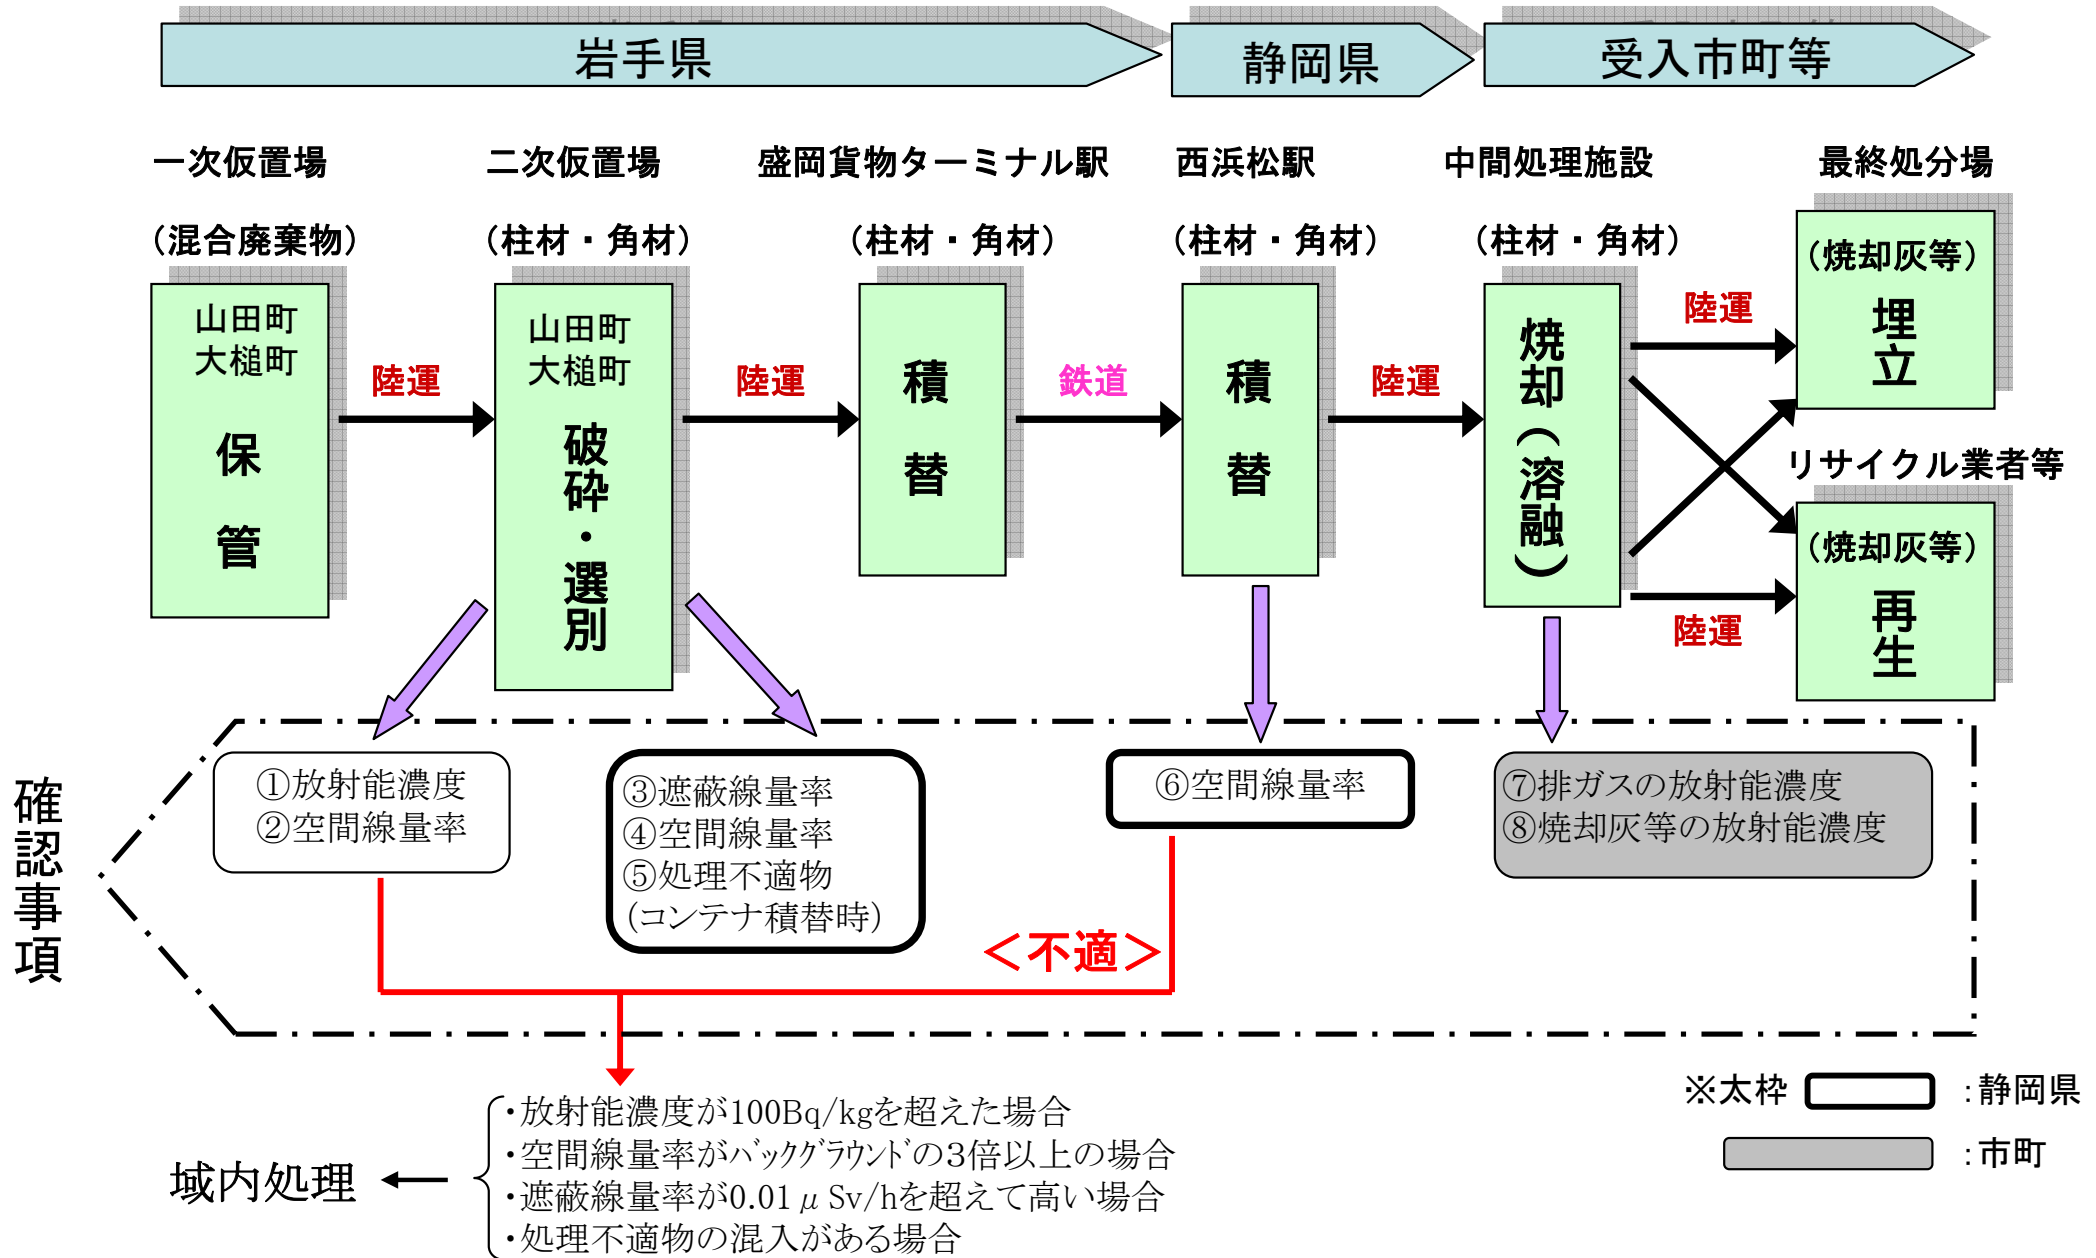 岩手県
静岡県
受入市町等
一次仮置場
二次仮置場
盛岡貨物ターミナル駅
西浜松駅
中間処理施設
最終処分場
(混合廃棄物)
(柱材・角材)
(柱材・角材)
(柱材・角材)
(柱材・角材)
(焼却灰等)
埋立
山田町
大槌町
保管
陸運
山田町
大槌町
破砕・選別
陸運
積替
鉄道
積替
陸運
焼却(溶融)
陸運
リサイクル業者等
(焼却灰等)
再生
陸運
確認事項
①放射能濃度
②空間線量率
③遮蔽線量率
④空間線量率
⑤処理不適物
(コンテナ積替時)
⑥空間線量率
⑦排ガスの放射能濃度
⑧焼却灰等の放射能濃度
<不適>
域内処理
・放射能濃度が100Bq/kgを超えた場合
・空間線量率がバックグラウンドの3倍以上の場合
・遮蔽線量率が0.01μSv/hを超えて高い場合
・処理不適物の混入がある場合
※太枠 :静岡県
:市町